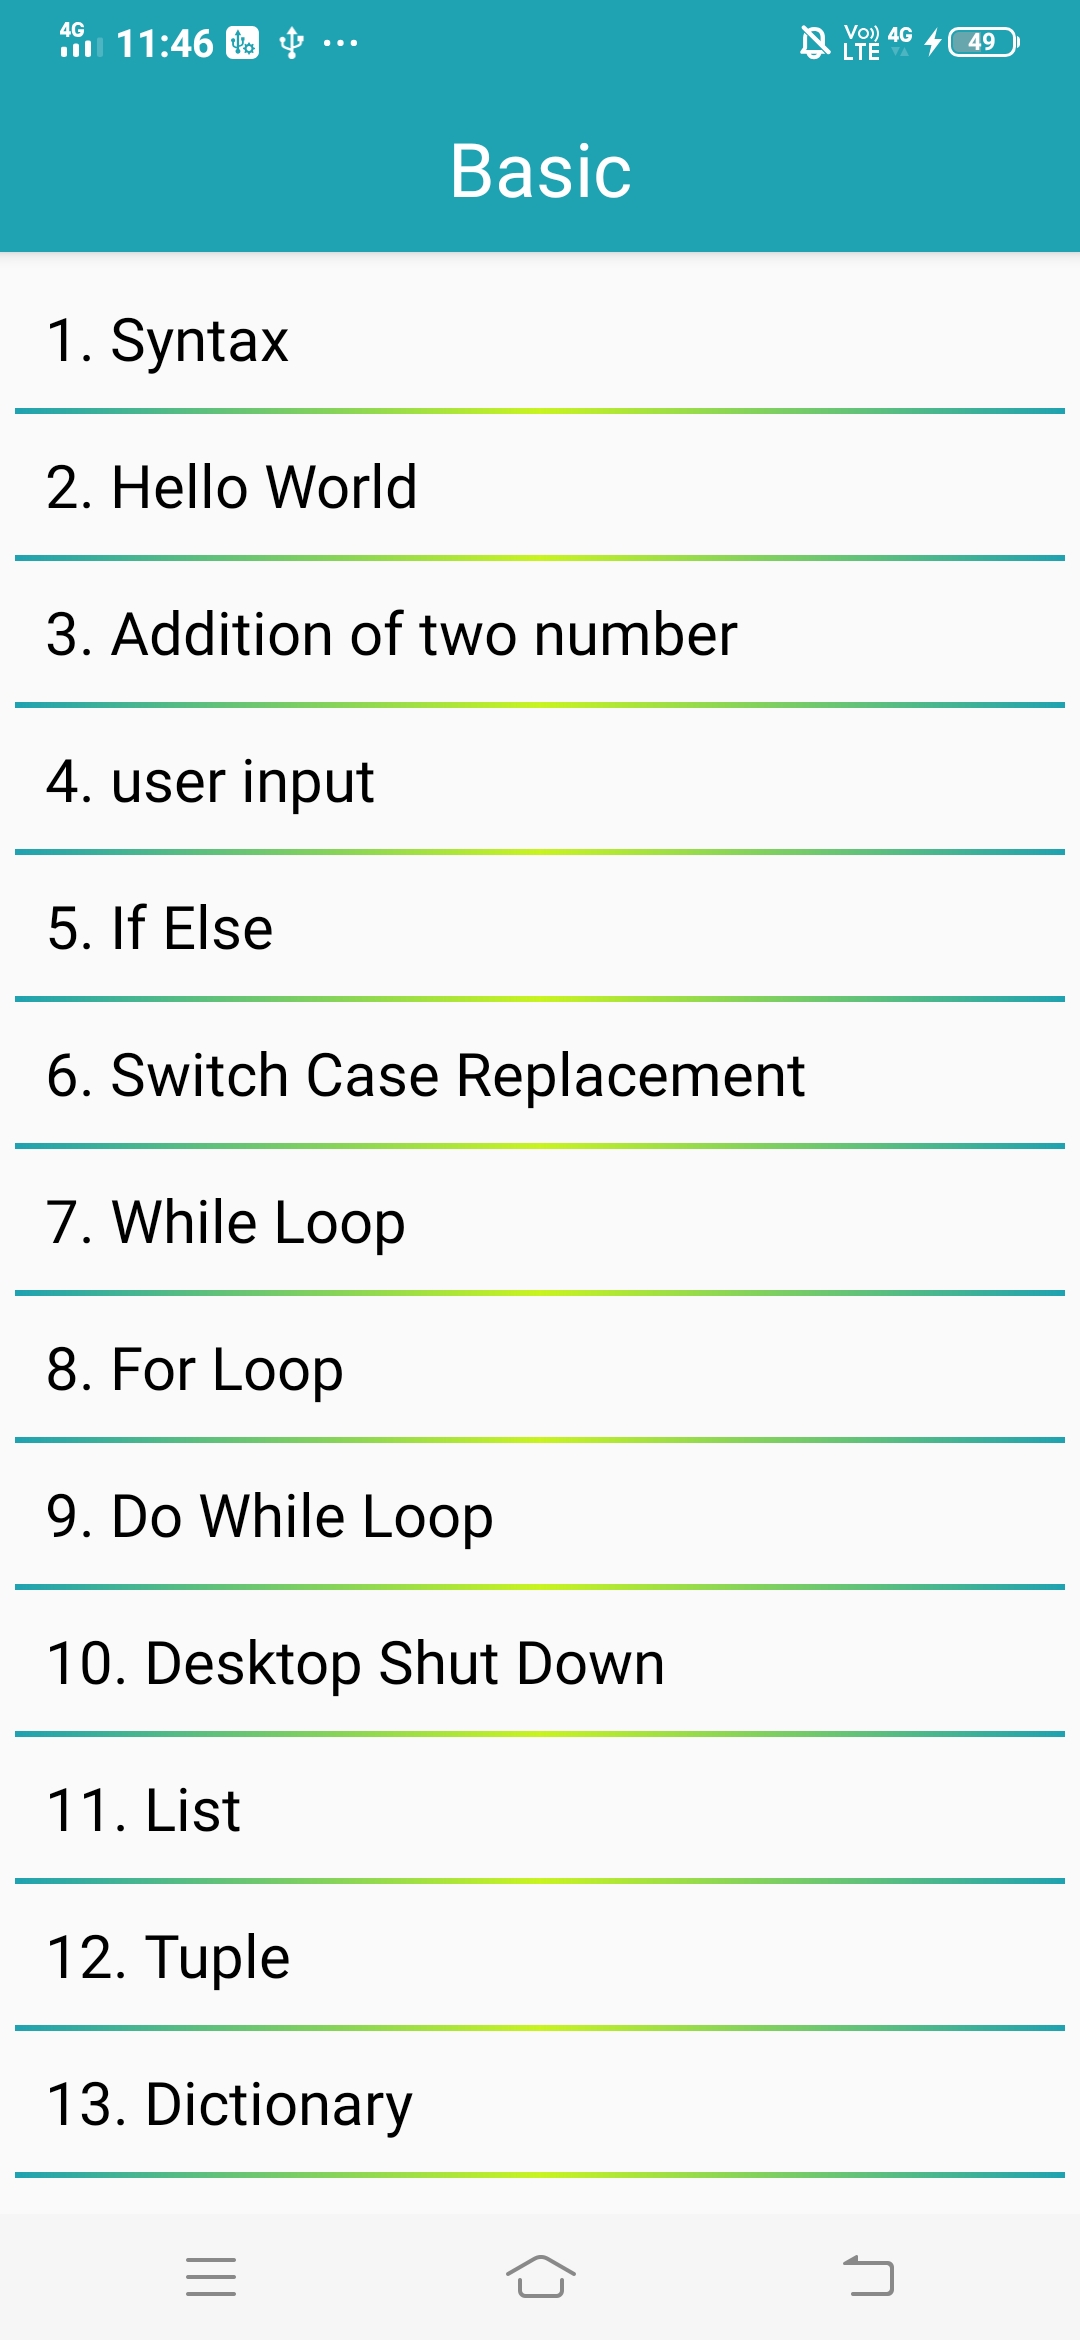 4G 11:46 Vo)) LTE 4G 49
Basic
1. Syntax
2. Hello World
3. Addition of two number
4. user input
5. If Else
6. Switch Case Replacement
7. While Loop
8. For Loop
9. Do While Loop
10. Desktop Shut Down
11. List
12. Tuple
13. Dictionary